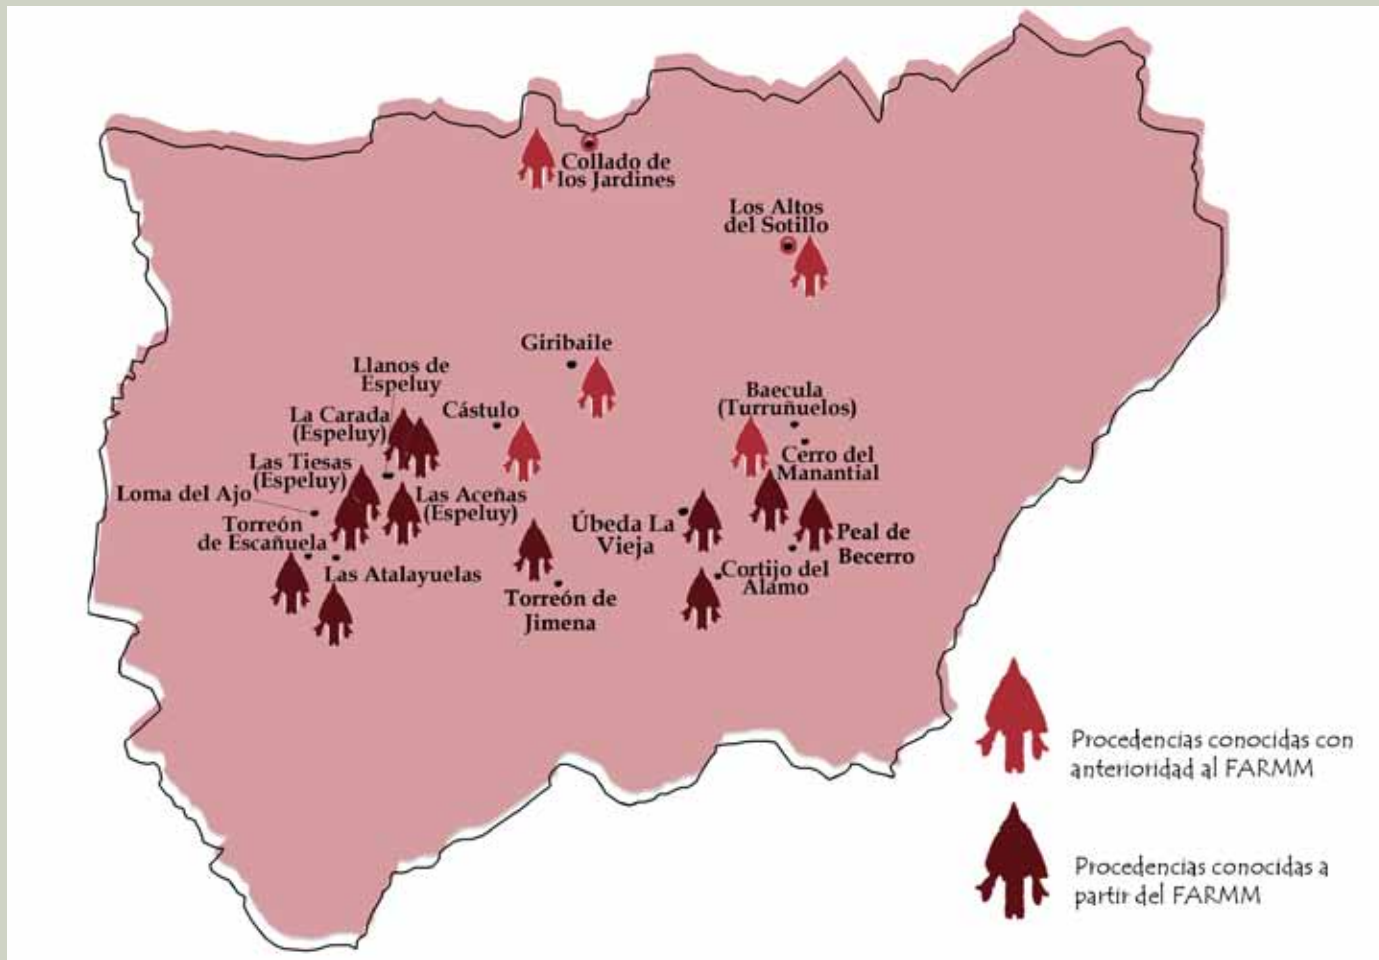 Collado de
los Jardines
Los Altos
del Sotillo
Giribaile
Llanos de
Espeluy
Baecula
(Turruñuelos)
La Carada
(Espeluy)
Cástulo
Cerro del
Manantial
Las Tiesas
(Espeluy)
Loma del Ajo
Las Aceñas
(Espeluy)
Torreón
de Escañuela
Úbeda La
Vieja
Peal de
Becerro
Las Atalayuelas
Cortijo del
Alamo
Torreón de
Jimena
Procedencias conocidas con
anterioridad al FARMM
Procedencias conocidas a
partir del FARMM